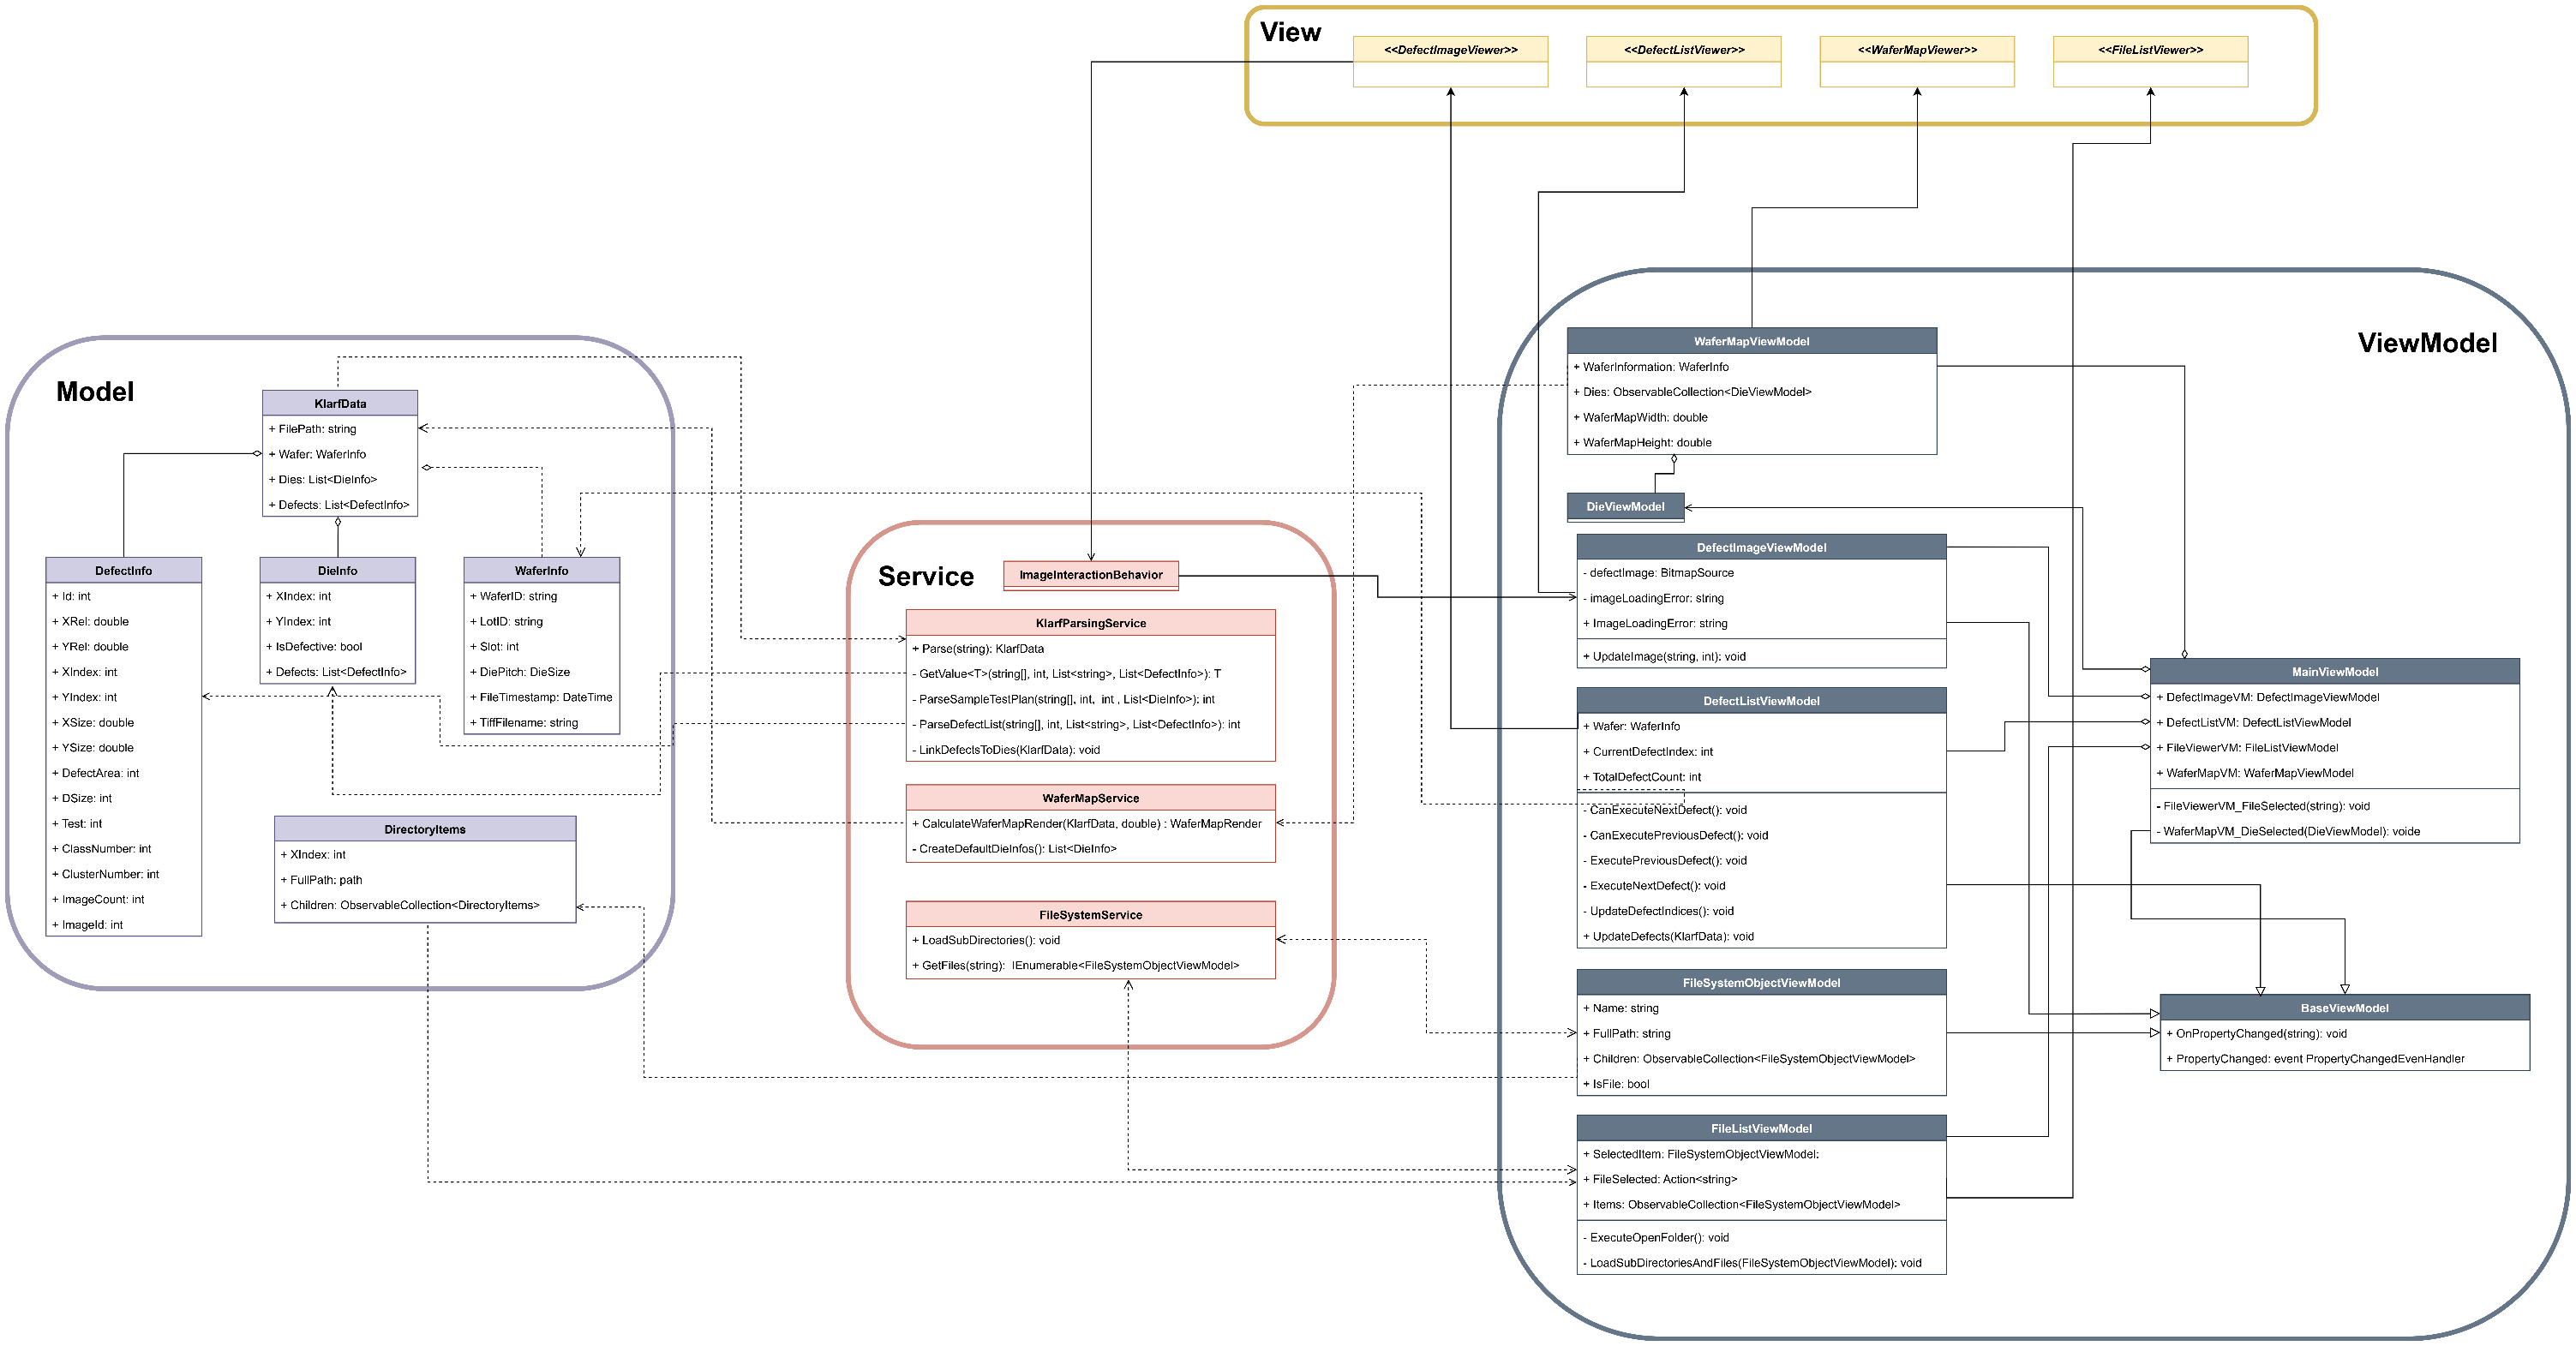 View
<<DefectImageViewer>>
<<DefectListViewer>>
<<WaferMapViewer>>
<<FileListViewer>>
Model
KlarfData
+ FilePath: string
+ Wafer: WaferInfo
+ Dies: List<DieInfo>
+ Defects: List<DefectInfo>
DefectInfo
+ Id: int
+ XRel: double
+ YRel: double
+ XIndex: int
+ YIndex: int
+ XSize: double
+ YSize: double
+ DefectArea: int
+ DSize: int
+ Test: int
+ ClassNumber: int
+ ClusterNumber: int
+ ImageCount: int
+ ImageId: int
DieInfo
+ XIndex: int
+ YIndex: int
+ IsDefective: bool
+ Defects: List<DefectInfo>
WaferInfo
+ WaferID: string
+ LotID: string
+ Slot: int
+ DiePitch: DieSize
+ FileTimestamp: DateTime
+ TiffFilename: string
DirectoryItems
+ XIndex: int
+ FullPath: path
+ Children: ObservableCollection<DirectoryItems>
Service
ImageInteractionBehavior
KlarfParsingService
+ Parse(string): KlarfData
- GetValue<T>(string[], int, List<string>, List<DefectInfo>): T
- ParseSampleTestPlan(string[], int,  int , List<DieInfo>): int
- ParseDefectList(string[], int, List<string>, List<DefectInfo>): int
- LinkDefectsToDies(KlarfData): void
WaferMapService
+ CalculateWaferMapRender(KlarfData, double) : WaferMapRender
- CreateDefaultDieInfos(): List<DieInfo>
FileSystemService
+ LoadSubDirectories(): void
+ GetFiles(string):  IEnumerable<FileSystemObjectViewModel>
ViewModel
WaferMapViewModel
+ WaferInformation: WaferInfo
+ Dies: ObservableCollection<DieViewModel>
+ WaferMapWidth: double
+ WaferMapHeight: double
DieViewModel
DefectImageViewModel
- defectImage: BitmapSource
- imageLoadingError: string
+ ImageLoadingError: string
+ UpdateImage(string, int): void
DefectListViewModel
+ Wafer: WaferInfo
+ CurrentDefectIndex: int
+ TotalDefectCount: int
- CanExecuteNextDefect(): void
- CanExecutePreviousDefect(): void
- ExecutePreviousDefect(): void
- ExecuteNextDefect(): void
- UpdateDefectIndices(): void
+ UpdateDefects(KlarfData): void
FileSystemObjectViewModel
+ Name: string
+ FullPath: string
+ Children: ObservableCollection<FileSystemObjectViewModel>
+ IsFile: bool
FileListViewModel
+ SelectedItem: FileSystemObjectViewModel:
+ FileSelected: Action<string>
+ Items: ObservableCollection<FileSystemObjectViewModel>
- ExecuteOpenFolder(): void
- LoadSubDirectoriesAndFiles(FileSystemObjectViewModel): void
MainViewModel
+ DefectImageVM: DefectImageViewModel
+ DefectListVM: DefectListViewModel
+ FileViewerVM: FileListViewModel
+ WaferMapVM: WaferMapViewModel
- FileViewerVM_FileSelected(string): void
- WaferMapVM_DieSelected(DieViewModel): voide
BaseViewModel
+ OnPropertyChanged(string): void
+ PropertyChanged: event PropertyChangedEvenHandler